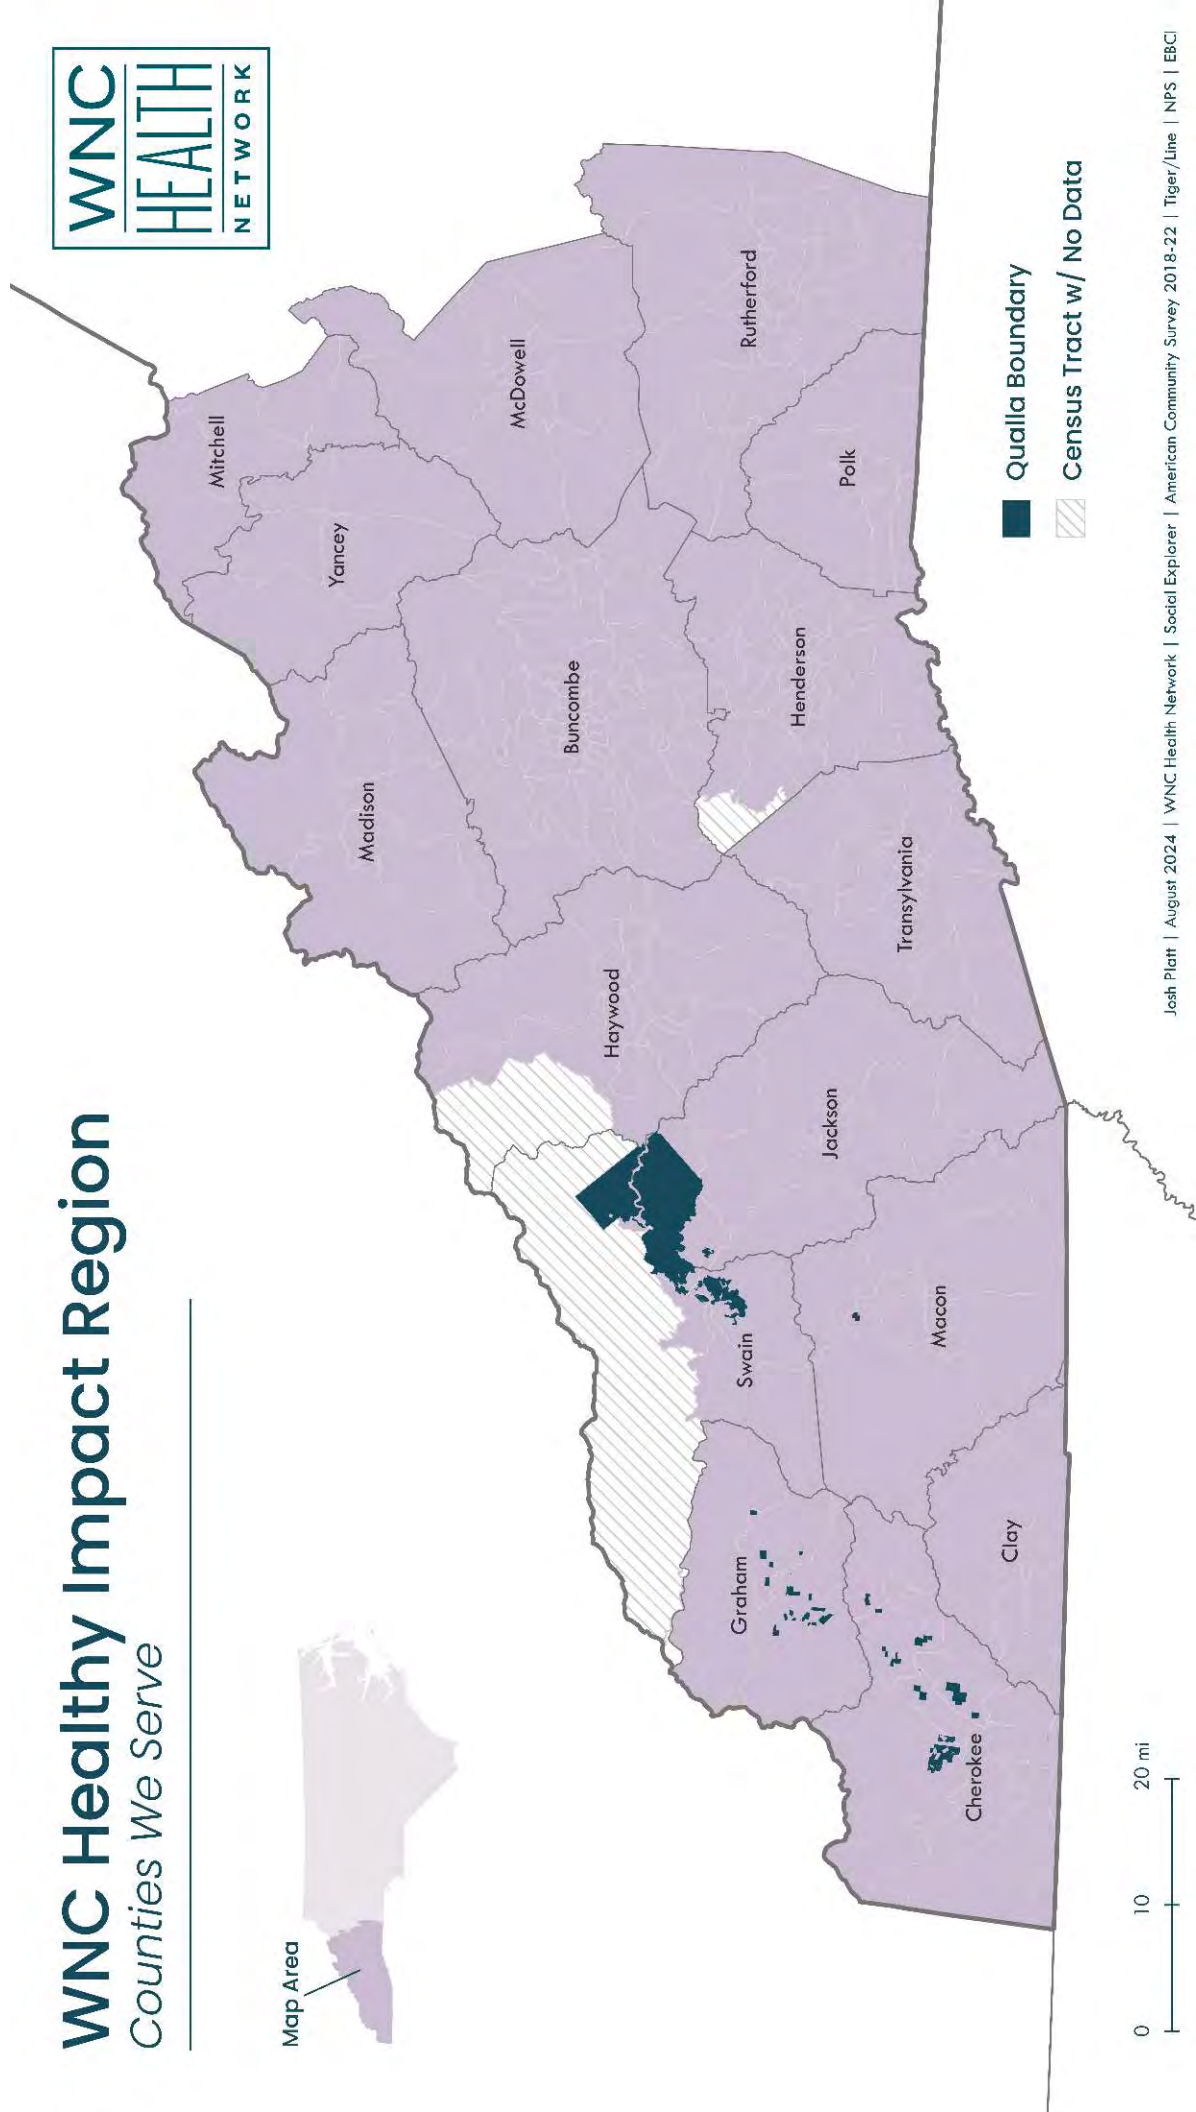 WNC Healthy Impact Region
Counties We Serve
WNC
HEALTH
NETWORK
Map Area
Mitchell
Yancey
Madison
McDowell
Buncombe
Haywood
Rutherford
Polk
Henderson
Transylvania
Jackson
Swain
Macon
Graham
Clay
Cherokee
Qualla Boundary
Census Tract w/ No Data
0 10 20 mi
Josh Platt | August 2024 | WNC Health Network | Social Explorer | American Community Survey 2018-22 | Tiger/Line | NPS | EBCI